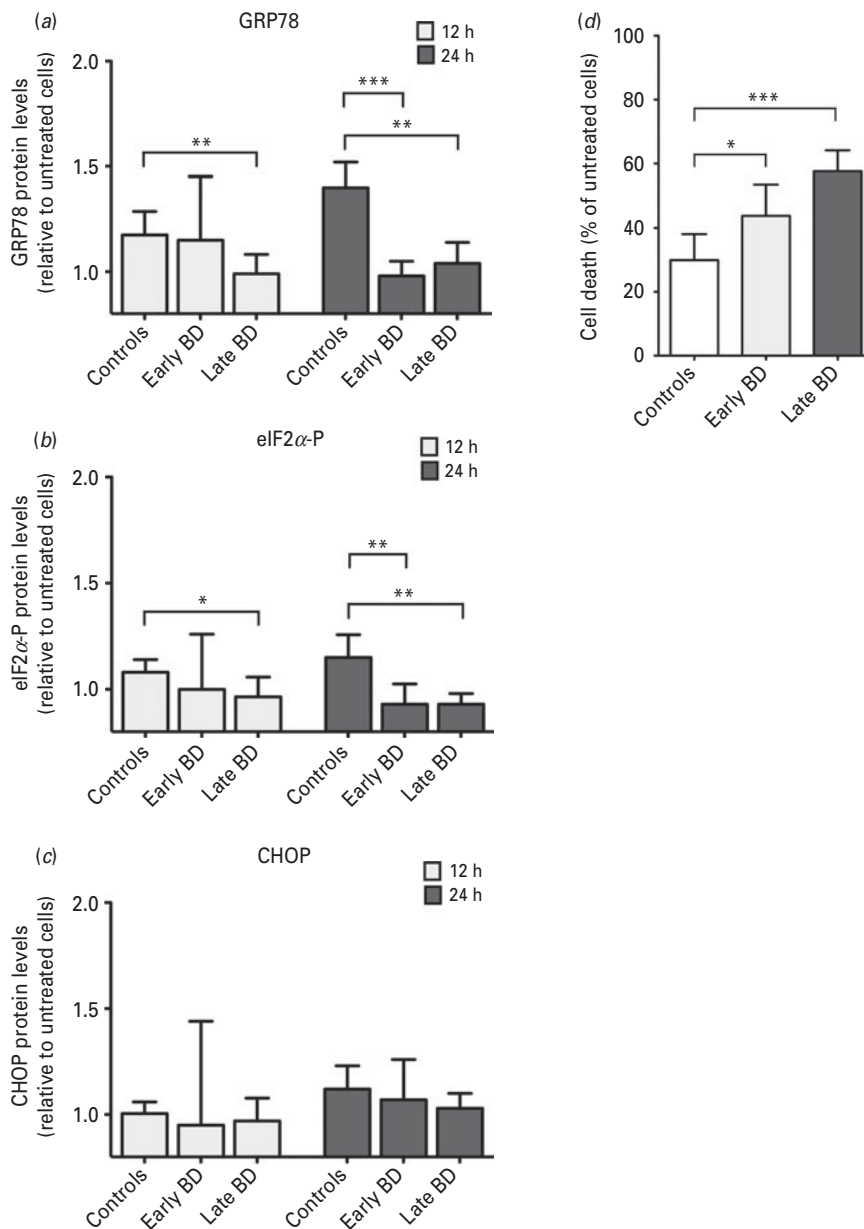 (a) GRP78
12 h
24 h
GRP78 protein levels
(relative to untreated cells)
2.0
1.5
1.0
**
***
**
Controls
Early BD
Late BD
Controls
Early BD
Late BD
(b) eIF2α-P
12 h
24 h
eIF2α-P protein levels
(relative to untreated cells)
2.0
1.5
1.0
*
**
**
Controls
Early BD
Late BD
Controls
Early BD
Late BD
(c) CHOP
12 h
24 h
CHOP protein levels
(relative to untreated cells)
2.0
1.5
1.0
Controls
Early BD
Late BD
Controls
Early BD
Late BD
(d)
Cell death (% of untreated cells)
100
80
60
40
20
0
***
*
Controls
Early BD
Late BD